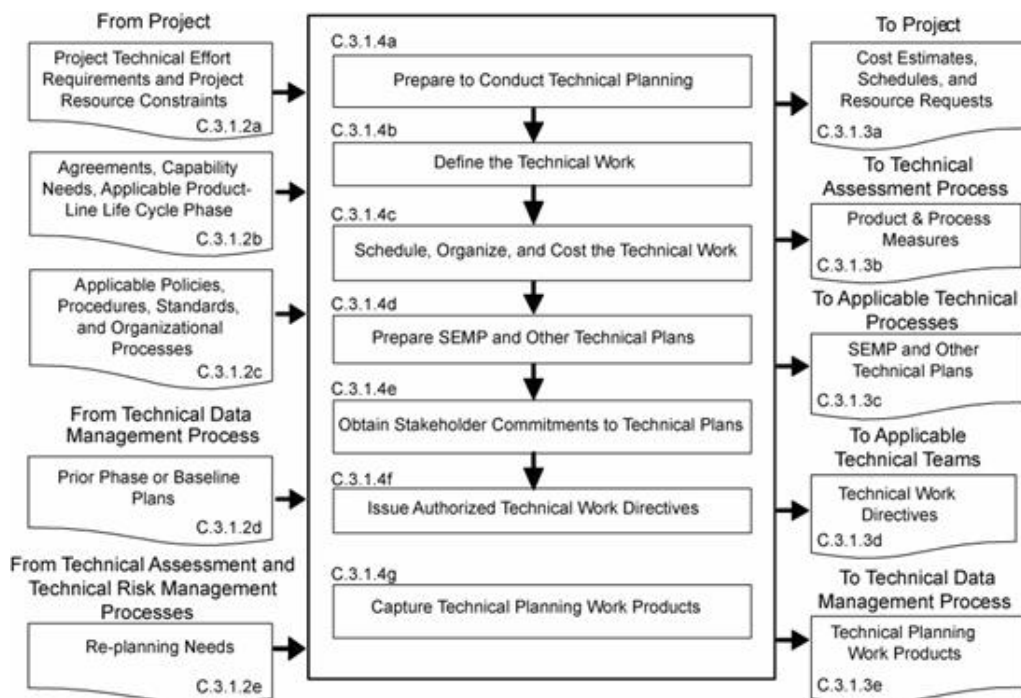 From Project
Project Technical Effort
Requirements and Project
Resource Constraints
C.3.1.2a
Agreements, Capability
Needs, Applicable Product-
Line Life Cycle Phase
C.3.1.2b
Applicable Policies,
Procedures, Standards,
and Organizational
Processes
C.3.1.2c
From Technical Data
Management Process
Prior Phase or Baseline
Plans
C.3.1.2d
From Technical Assessment and
Technical Risk Management
Processes
Re-planning Needs
C.3.1.2e
C.3.1.4a
Prepare to Conduct Technical Planning
C.3.1.4b
Define the Technical Work
C.3.1.4c
Schedule, Organize, and Cost the Technical Work
C.3.1.4d
Prepare SEMP and Other Technical Plans
C.3.1.4e
Obtain Stakeholder Commitments to Technical Plans
C.3.1.4f
Issue Authorized Technical Work Directives
C.3.1.4g
Capture Technical Planning Work Products
To Project
Cost Estimates,
Schedules, and
Resource Requests
C.3.1.3a
To Technical
Assessment Process
Product & Process
Measures
C.3.1.3b
To Applicable Technical
Processes
SEMP and Other
Technical Plans
C.3.1.3c
To Applicable
Technical Teams
Technical Work
Directives
C.3.1.3d
To Technical Data
Management Process
Technical Planning
Work Products
C.3.1.3e